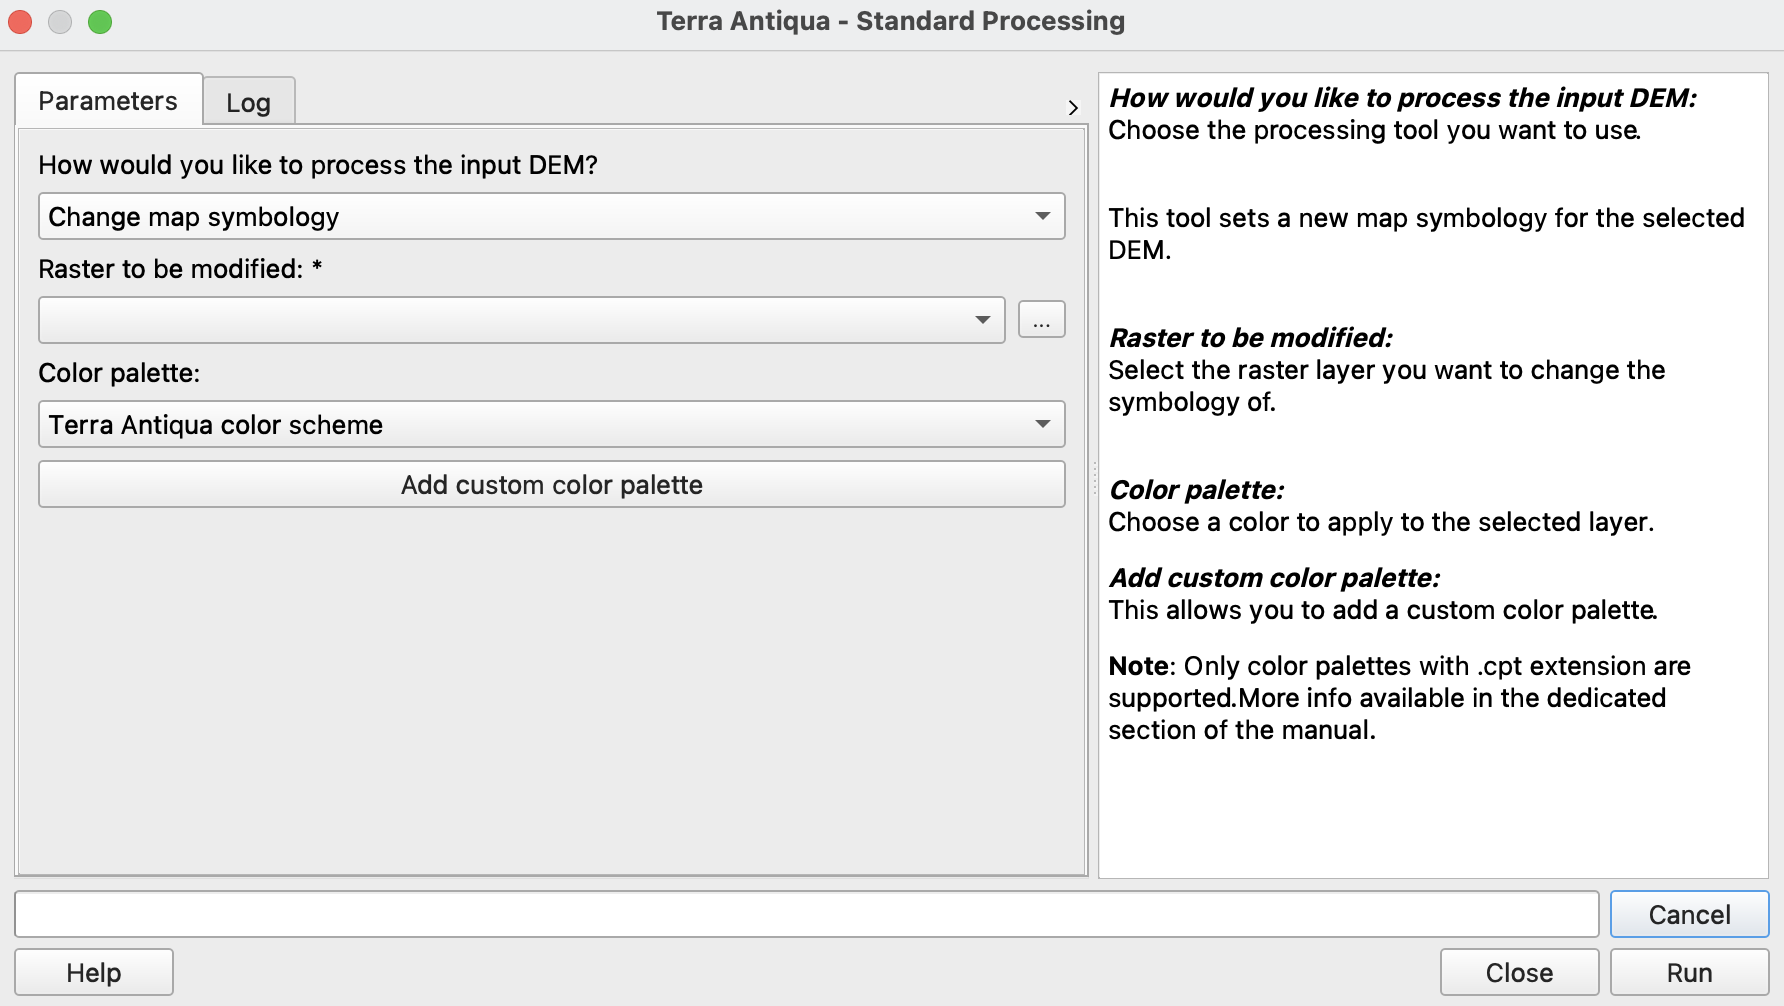 Terra Antiqua - Standard Processing
Parameters
Log
How would you like to process the input DEM?
Change map symbology
Raster to be modified: *
...
Color palette:
Terra Antiqua color scheme
Add custom color palette
How would you like to process the input DEM:
Choose the processing tool you want to use.
This tool sets a new map symbology for the selected
DEM.
Raster to be modified:
Select the raster layer you want to change the
symbology of.
Color palette:
Choose a color to apply to the selected layer.
Add custom color palette:
This allows you to add a custom color palette.
Note: Only color palettes with .cpt extension are
supported.More info available in the dedicated
section of the manual.
Cancel
Help
Close
Run